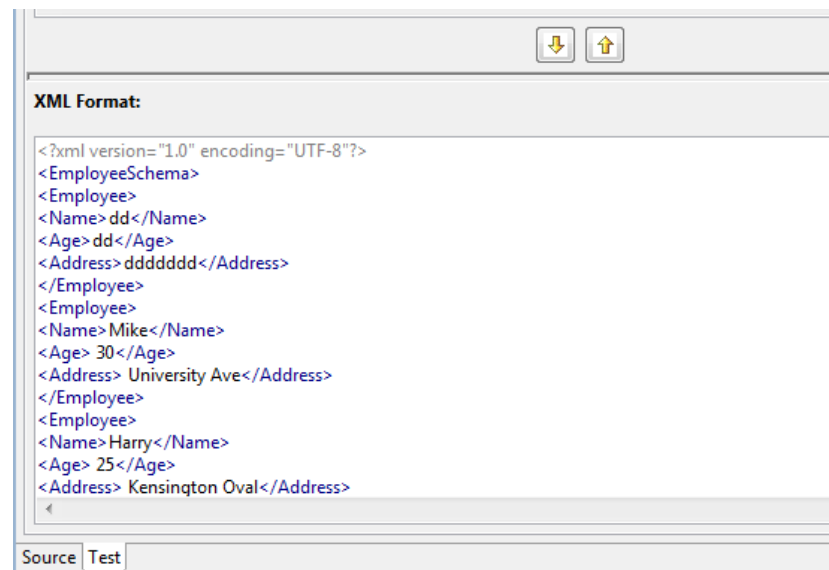 XML Format:
<?xml version="1.0" encoding="UTF-8"?>
<EmployeeSchema>
<Employee>
<Name>dd</Name>
<Age>dd</Age>
<Address>ddddddd</Address>
</Employee>
<Employee>
<Name>Mike</Name>
<Age> 30</Age>
<Address> University Ave</Address>
</Employee>
<Employee>
<Name>Harry</Name>
<Age> 25</Age>
<Address> Kensington Oval</Address>
Source Test